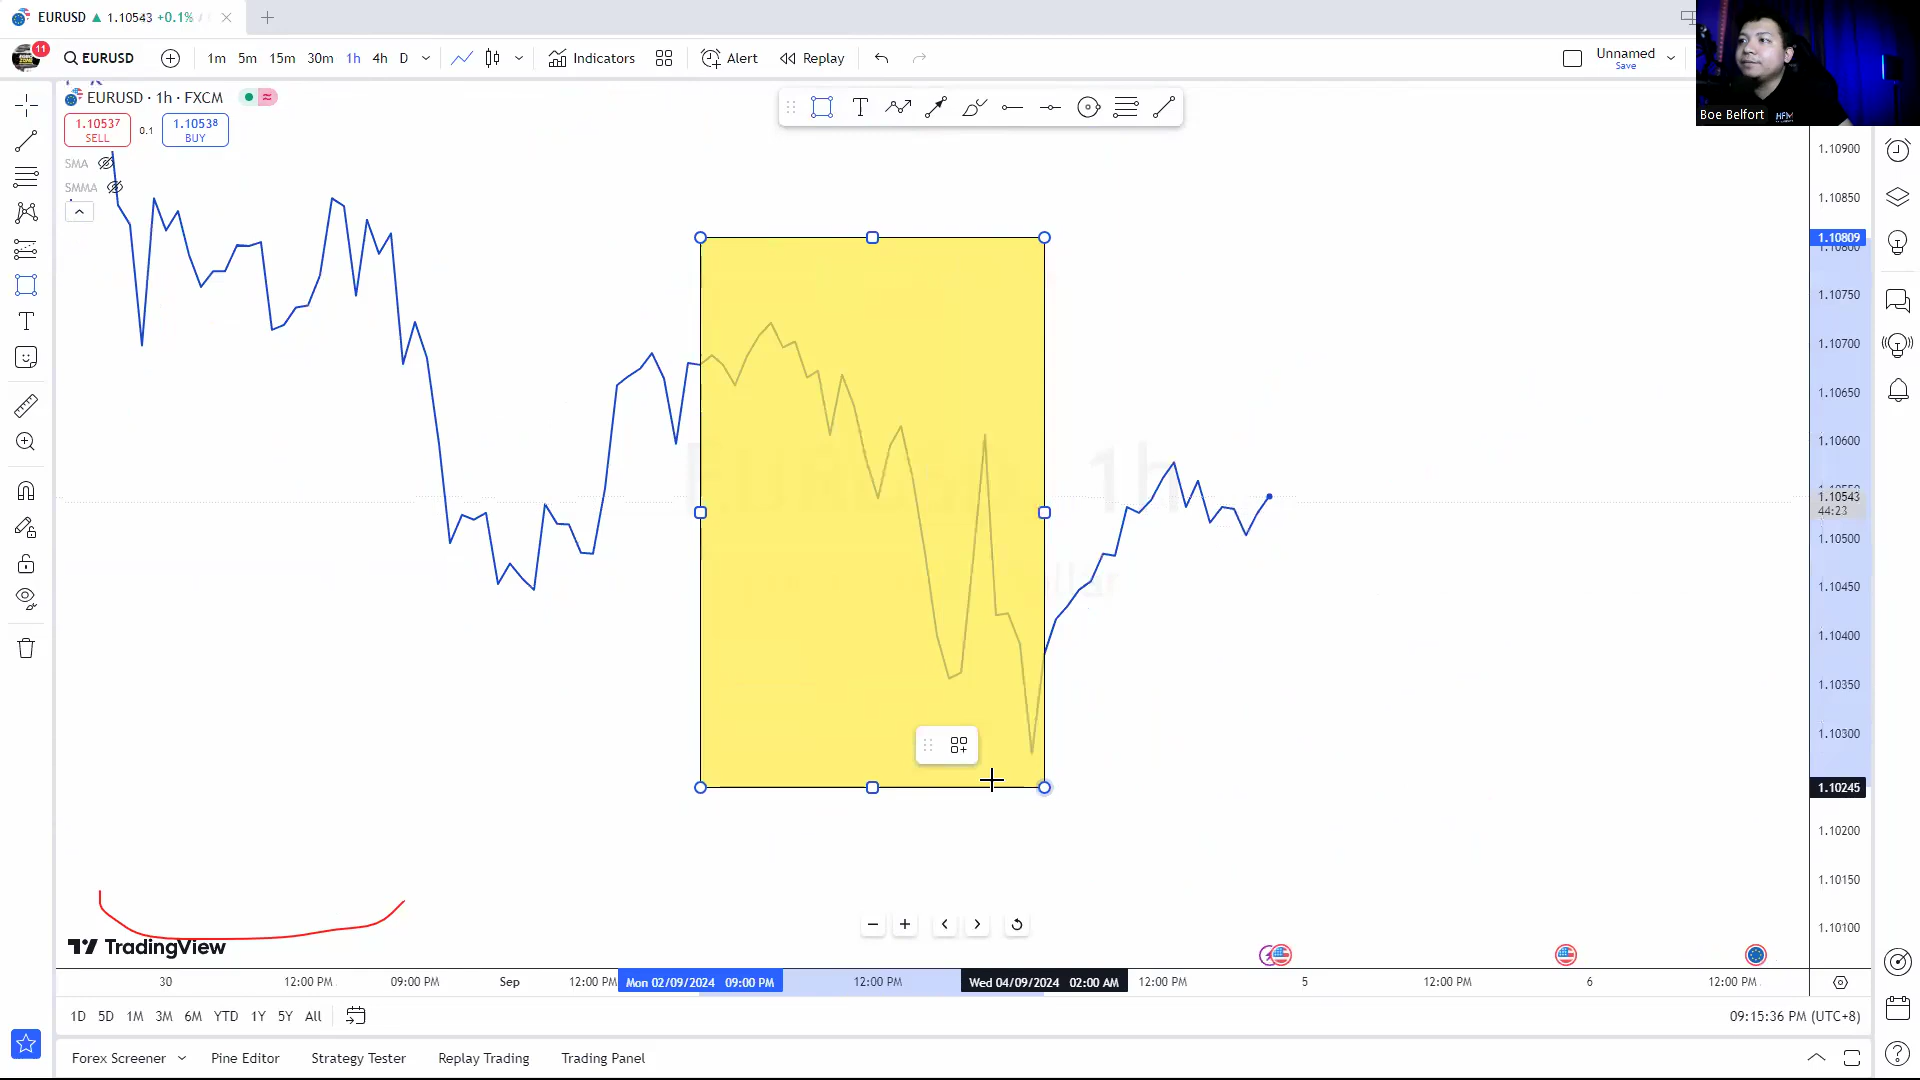 EURUSD ▲ 1.10543 +0.1% /
11
EURUSD 1m 5m 15m 30m 1h 4h D Indicators Alert Replay Unnamed
Save
EURUSD · 1h · FXCM
1.10537 0.1 1.10538
SELL BUY
SMA
SMMA
Boe Belfort HFM
1.10900
1.10850
1.10809
1.10800
1.10750
1.10700
1.10650
1.10600
1.10543
44:23
1.10500
1.10450
1.10400
1.10350
1.10300
1.10245
1.10200
1.10150
1.10100
1h
TradingView
30 12:00 PM 09:00 PM Sep 12:00 PM Mon 02/09/2024 09:00 PM 12:00 PM Wed 04/09/2024 02:00 AM 12:00 PM 5 12:00 PM 6 12:00 PM
1D 5D 1M 3M 6M YTD 1Y 5Y All 09:15:36 PM (UTC+8)
Forex Screener Pine Editor Strategy Tester Replay Trading Trading Panel